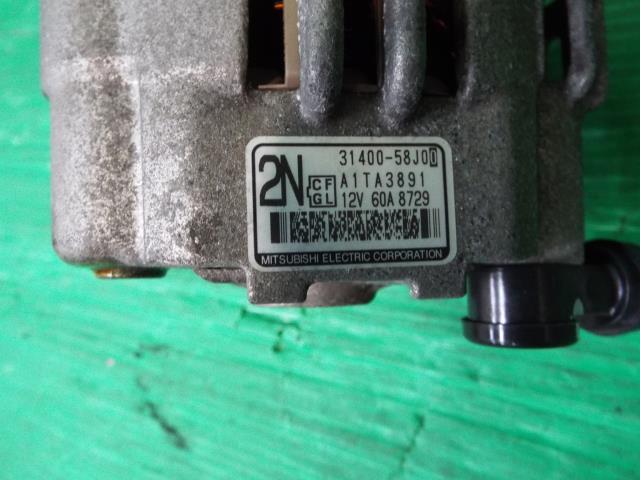 31400-58J00
2N CF A1TA3891
GL 12V 60A 8729
MITSUBISHI ELECTRIC CORPORATION